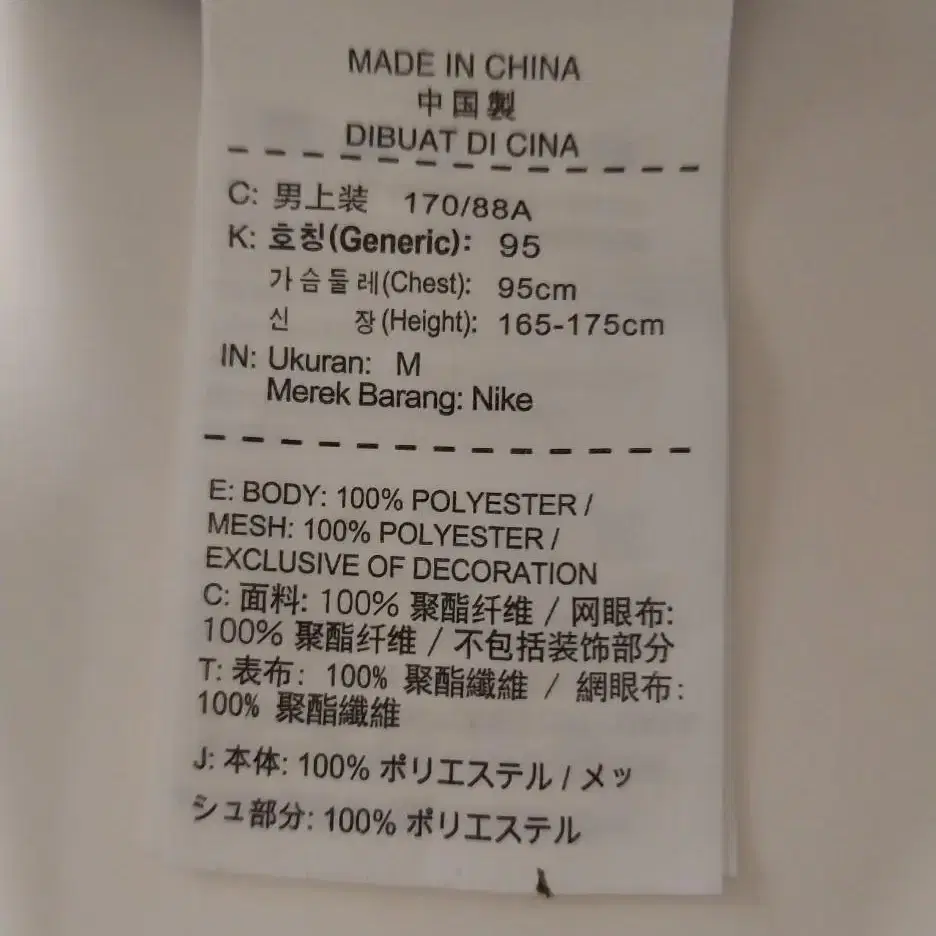 MADE IN CHINA
中国製
DIBUAT DI CINA
C: 男上装 170/88A
K: 호칭(Generic): 95
가슴둘레(Chest): 95cm
신 장(Height): 165-175cm
IN: Ukuran: M
Merek Barang: Nike
E: BODY: 100% POLYESTER /
MESH: 100% POLYESTER /
EXCLUSIVE OF DECORATION
C: 面料: 100% 聚酯纤维 / 网眼布:
100% 聚酯纤维 / 不包括装饰部分
T: 表布: 100% 聚酯纖維 / 網眼布:
100% 聚酯纖維
J: 本体: 100% ポリエステル / メッ
シュ部分: 100% ポリエステル